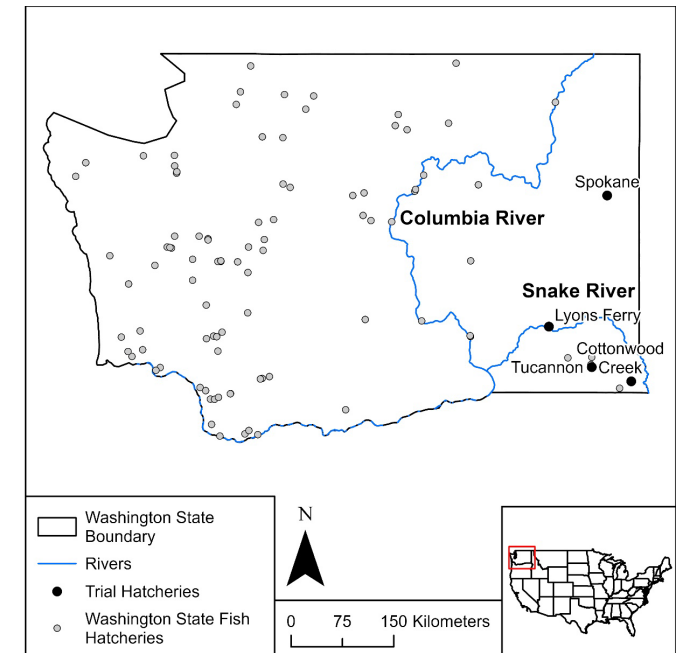 Spokane
Columbia River
Snake River
Lyons Ferry
Cottonwood
Tucannon Creek
Washington State
Boundary
Rivers
Trial Hatcheries
Washington State Fish
Hatcheries
N
0 75 150 Kilometers